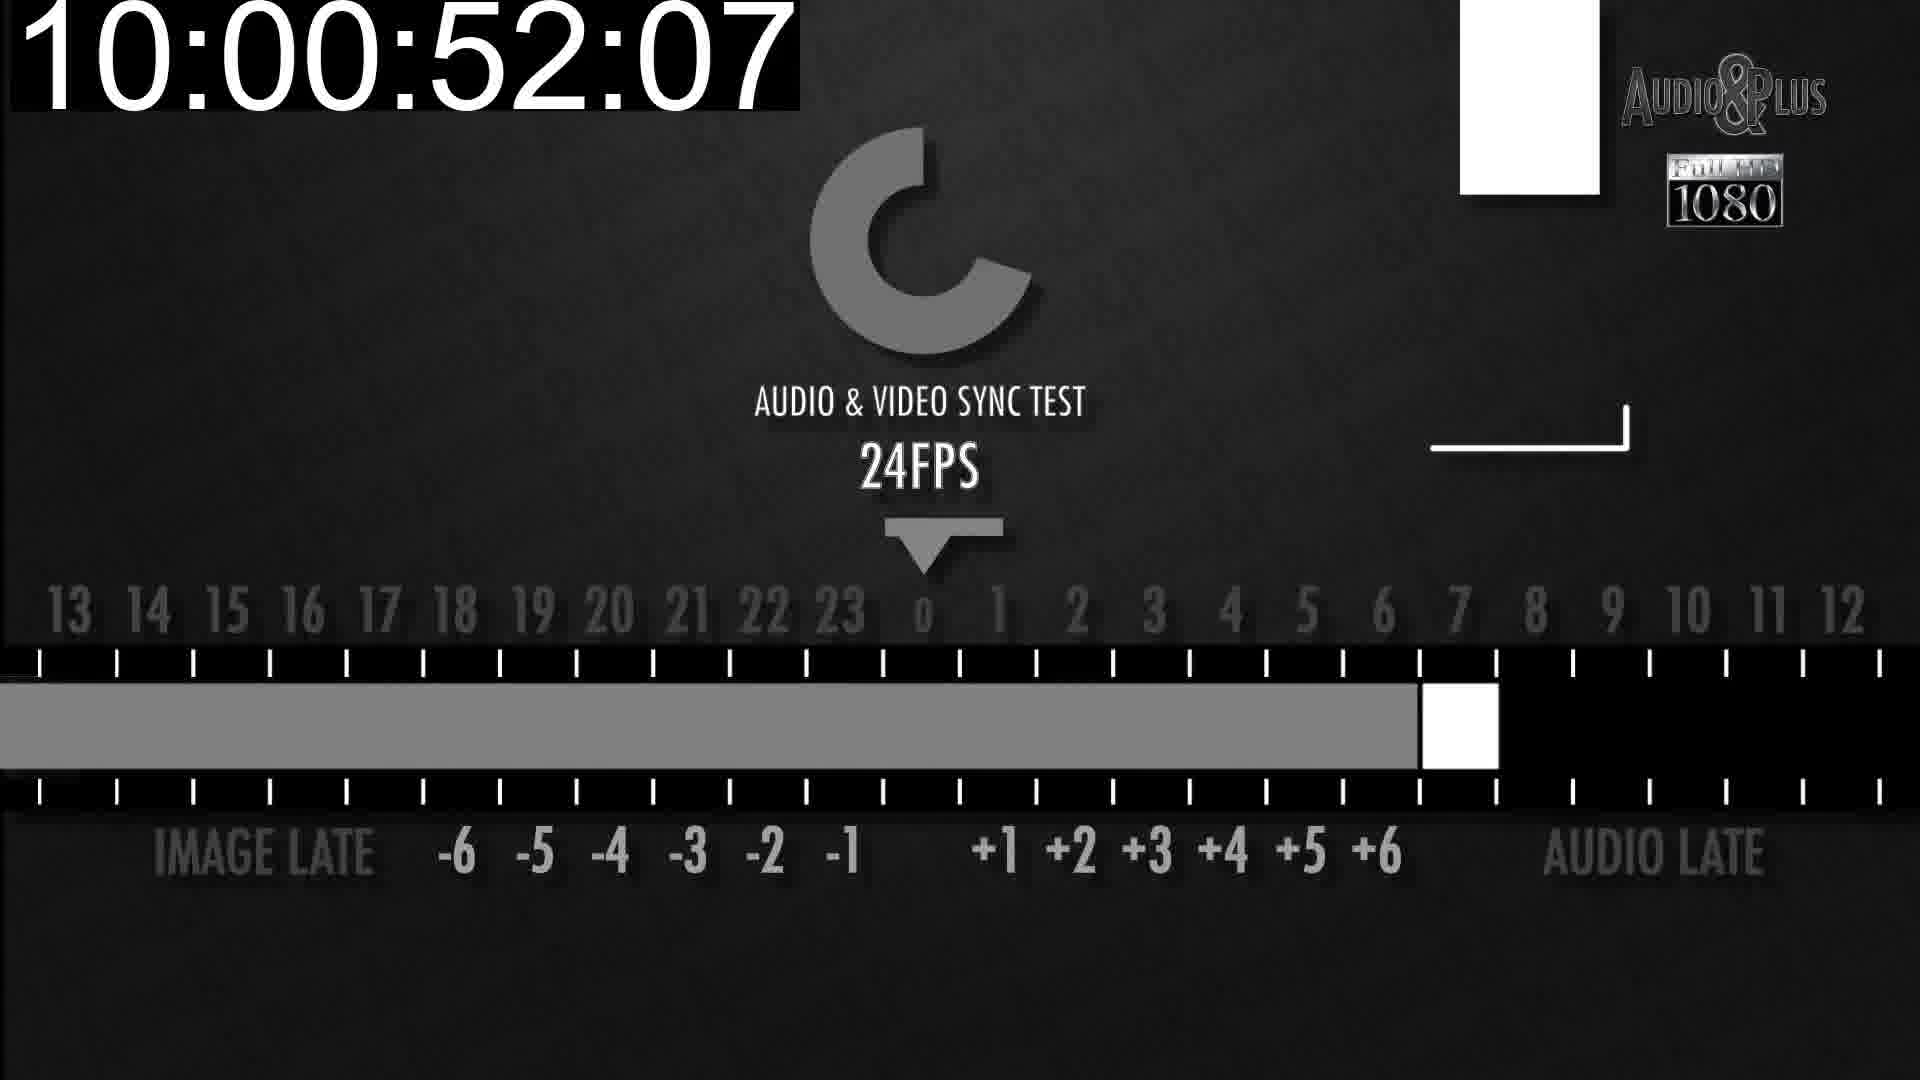 10:00:52:07
AUDIO & PLUS
Full HD
1080
AUDIO & VIDEO SYNC TEST
24FPS
13 14 15 16 17 18 19 20 21 22 23 0 1 2 3 4 5 6 7 8 9 10 11 12
IMAGE LATE -6 -5 -4 -3 -2 -1 +1 +2 +3 +4 +5 +6 AUDIO LATE